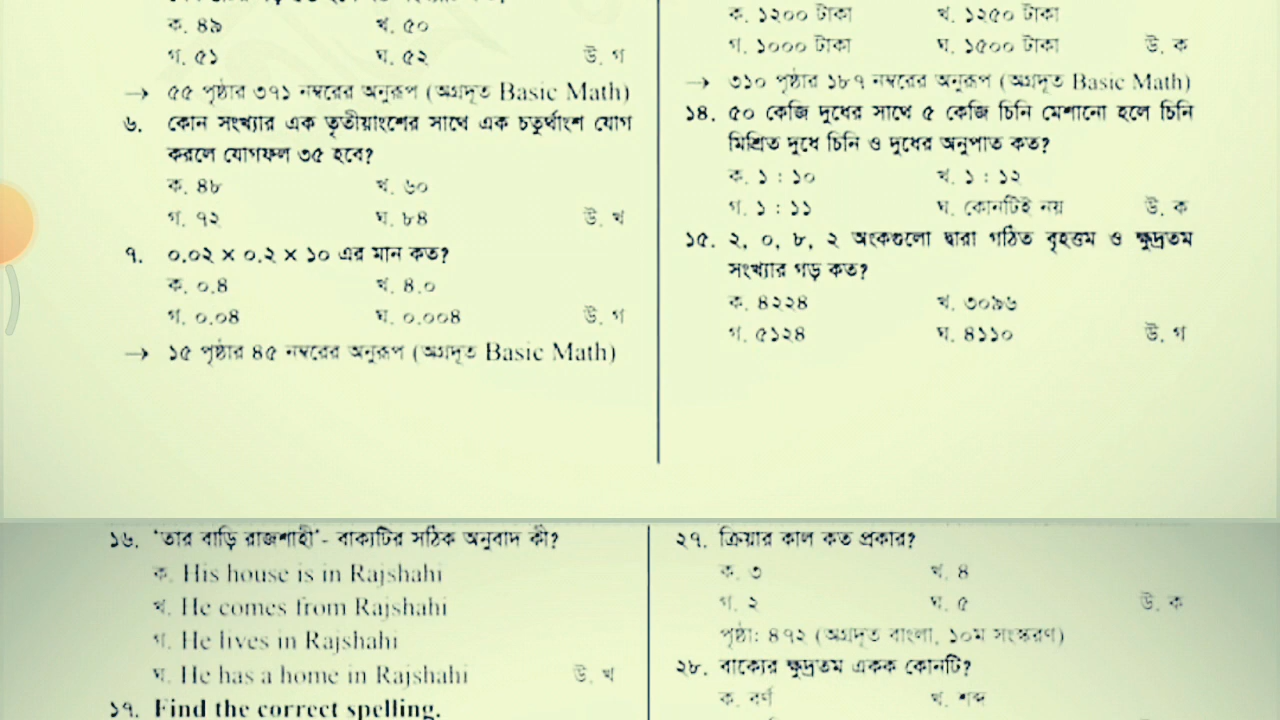 ক. ৪৯ খ. ৫০
গ. ৫১ ঘ. ৫২ উ. গ
→ ৫৫ পৃষ্ঠার ৩৭১ নম্বরের অনুরূপ (অগ্রদূত Basic Math)
৬. কোন সংখ্যার এক তৃতীয়াংশের সাথে এক চতুর্থাংশ যোগ
করলে যোগফল ৩৫ হবে?
ক. ৪৮ খ. ৬০
গ. ৭২ ঘ. ৮৪ উ. খ
৭. ০.০২ × ০.২ × ১০ এর মান কত?
ক. ০.৪ খ. ৪.০
গ. ০.০৪ ঘ. ০.০০৪ উ. গ
→ ১৫ পৃষ্ঠার ৪৫ নম্বরের অনুরূপ (অগ্রদূত Basic Math)
ক. ১২০০ টাকা খ. ১২৫০ টাকা
গ. ১০০০ টাকা ঘ. ১৫০০ টাকা উ. ক
→ ৩১০ পৃষ্ঠার ১৮৭ নম্বরের অনুরূপ (অগ্রদূত Basic Math)
১৪. ৫০ কেজি দুধের সাথে ৫ কেজি চিনি মেশানো হলে চিনি
মিশ্রিত দুধে চিনি ও দুধের অনুপাত কত?
ক. ১ : ১০ খ. ১ : ১২
গ. ১ : ১১ ঘ. কোনটিই নয় উ. ক
১৫. ২, ০, ৮, ২ অংকগুলো দ্বারা গঠিত বৃহত্তম ও ক্ষুদ্রতম
সংখ্যার গড় কত?
ক. ৪২২৪ খ. ৩০৯৬
গ. ৫১২৪ ঘ. ৪১১০ উ. গ
১৬. 'তার বাড়ি রাজশাহী'- বাক্যটির সঠিক অনুবাদ কী?
ক. His house is in Rajshahi
খ. He comes from Rajshahi
গ. He lives in Rajshahi
ঘ. He has a home in Rajshahi উ. খ
১৭. Find the correct spelling.
২৭. ক্রিয়ার কাল কত প্রকার?
ক. ৩ খ. ৪
গ. ২ ঘ. ৫ উ. ক
পৃষ্ঠা: ৪৭২ (অগ্রদূত বাংলা, ১০ম সংস্করণ)
২৮. বাক্যের ক্ষুদ্রতম একক কোনটি?
ক. বর্ণ খ. শব্দ